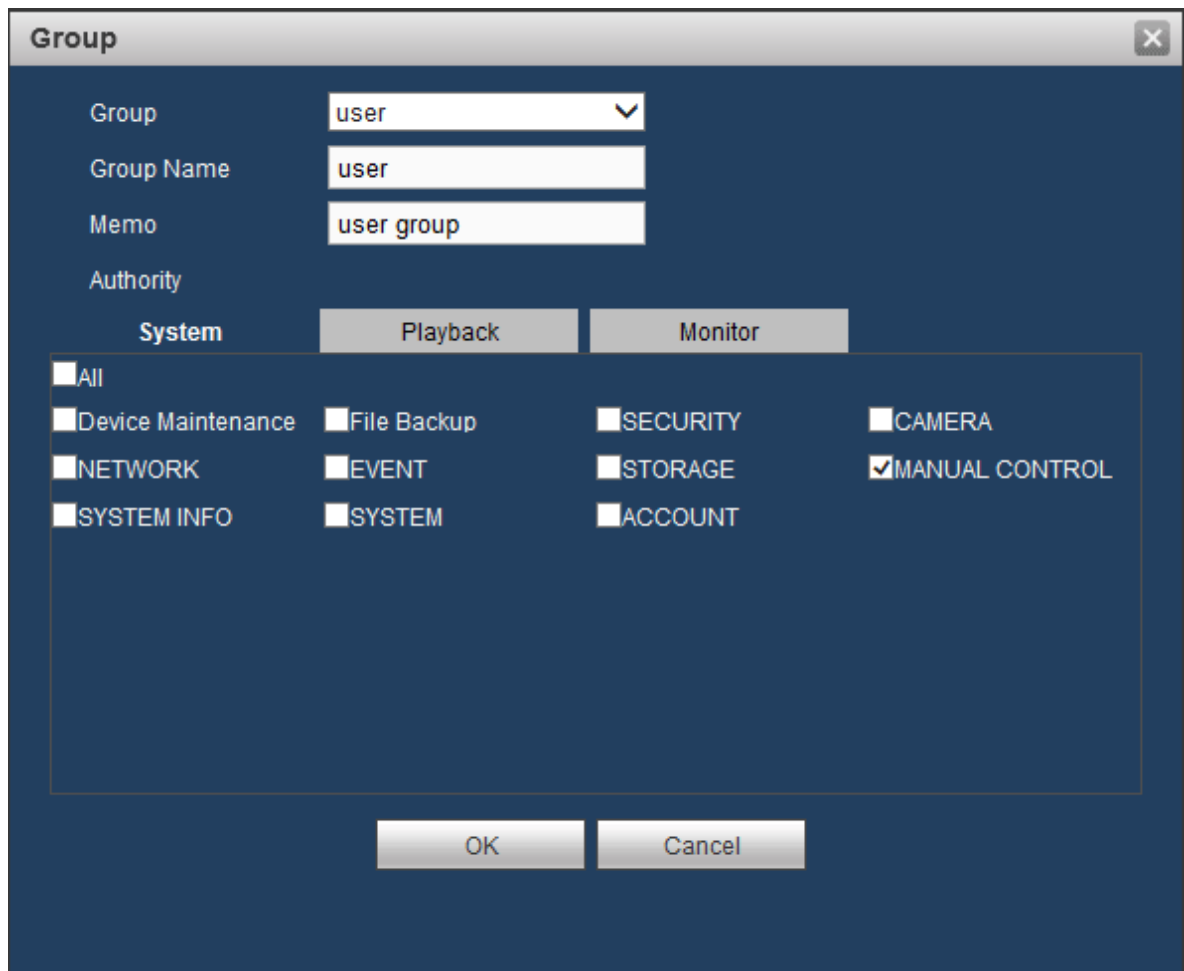 Group
Group user
Group Name user
Memo user group
Authority
System Playback Monitor
All
Device Maintenance File Backup SECURITY CAMERA
NETWORK EVENT STORAGE MANUAL CONTROL
SYSTEM INFO SYSTEM ACCOUNT
OK Cancel